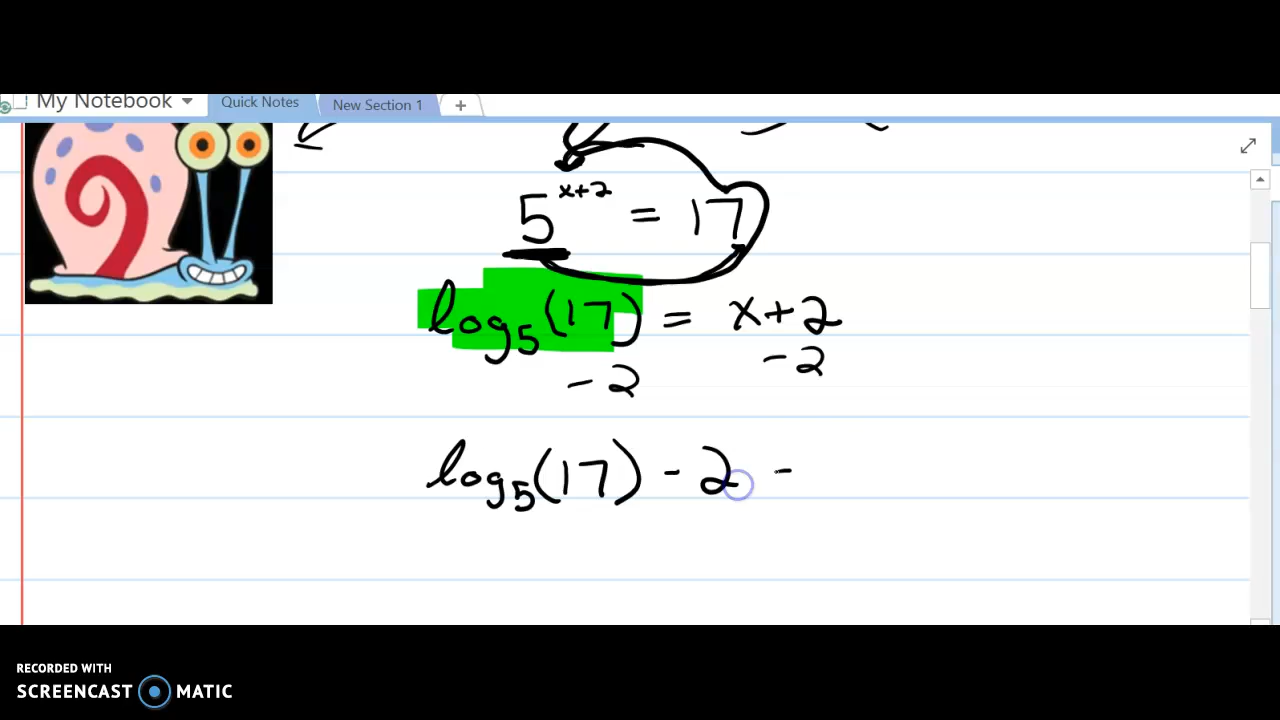 My Notebook
Quick Notes
New Section 1
+
5^{x+2} = 17
log₅(17) = x+2
-2 -2
log₅(17) - 2 -
RECORDED WITH
SCREENCAST MATIC